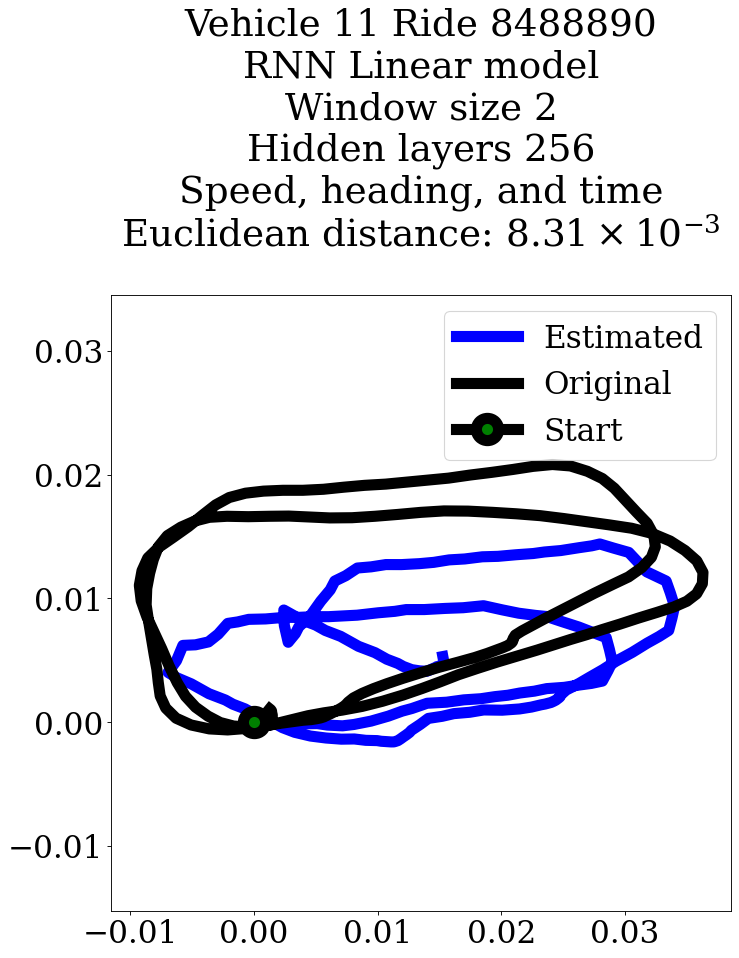 Vehicle 11 Ride 8488890
RNN Linear model
Window size 2
Hidden layers 256
Speed, heading, and time
Euclidean distance: 8.31 × 10⁻³
Estimated
Original
Start
0.03
0.02
0.01
0.00
−0.01
−0.01 0.00 0.01 0.02 0.03